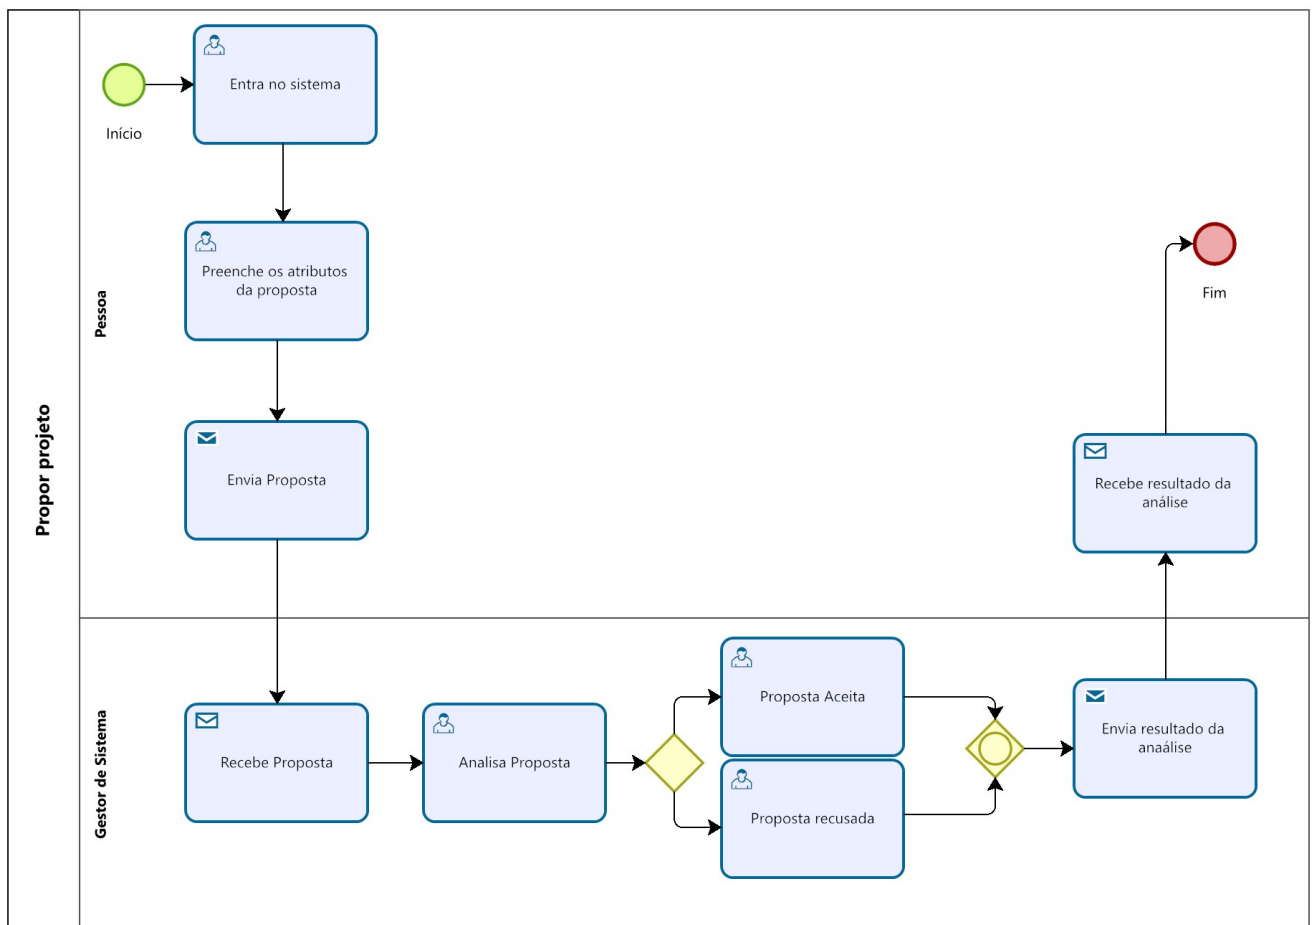 Propor projeto
Pessoa
Entra no sistema
Início
Preenche os atributos
da proposta
Fim
Envia Proposta
Recebe resultado da
análise
Gestor de Sistema
Recebe Proposta
Analisa Proposta
Proposta Aceita
Proposta recusada
Envia resultado da
anaálise